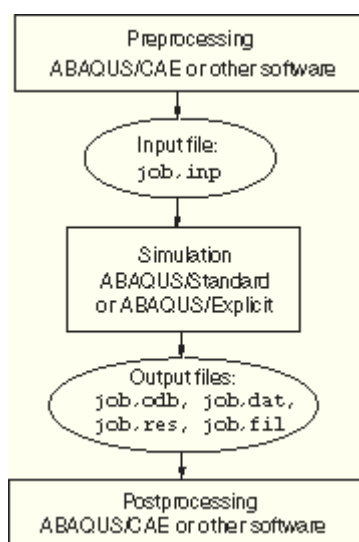 Preprocessing
ABAQUS/CAE or other software
Input file:
job.inp
Simulation
ABAQUS/Standard
or ABAQUS/Explicit
Output files:
job.odb, job.dat,
job.res, job.fil
Postprocessing
ABAQUS/CAE or other software